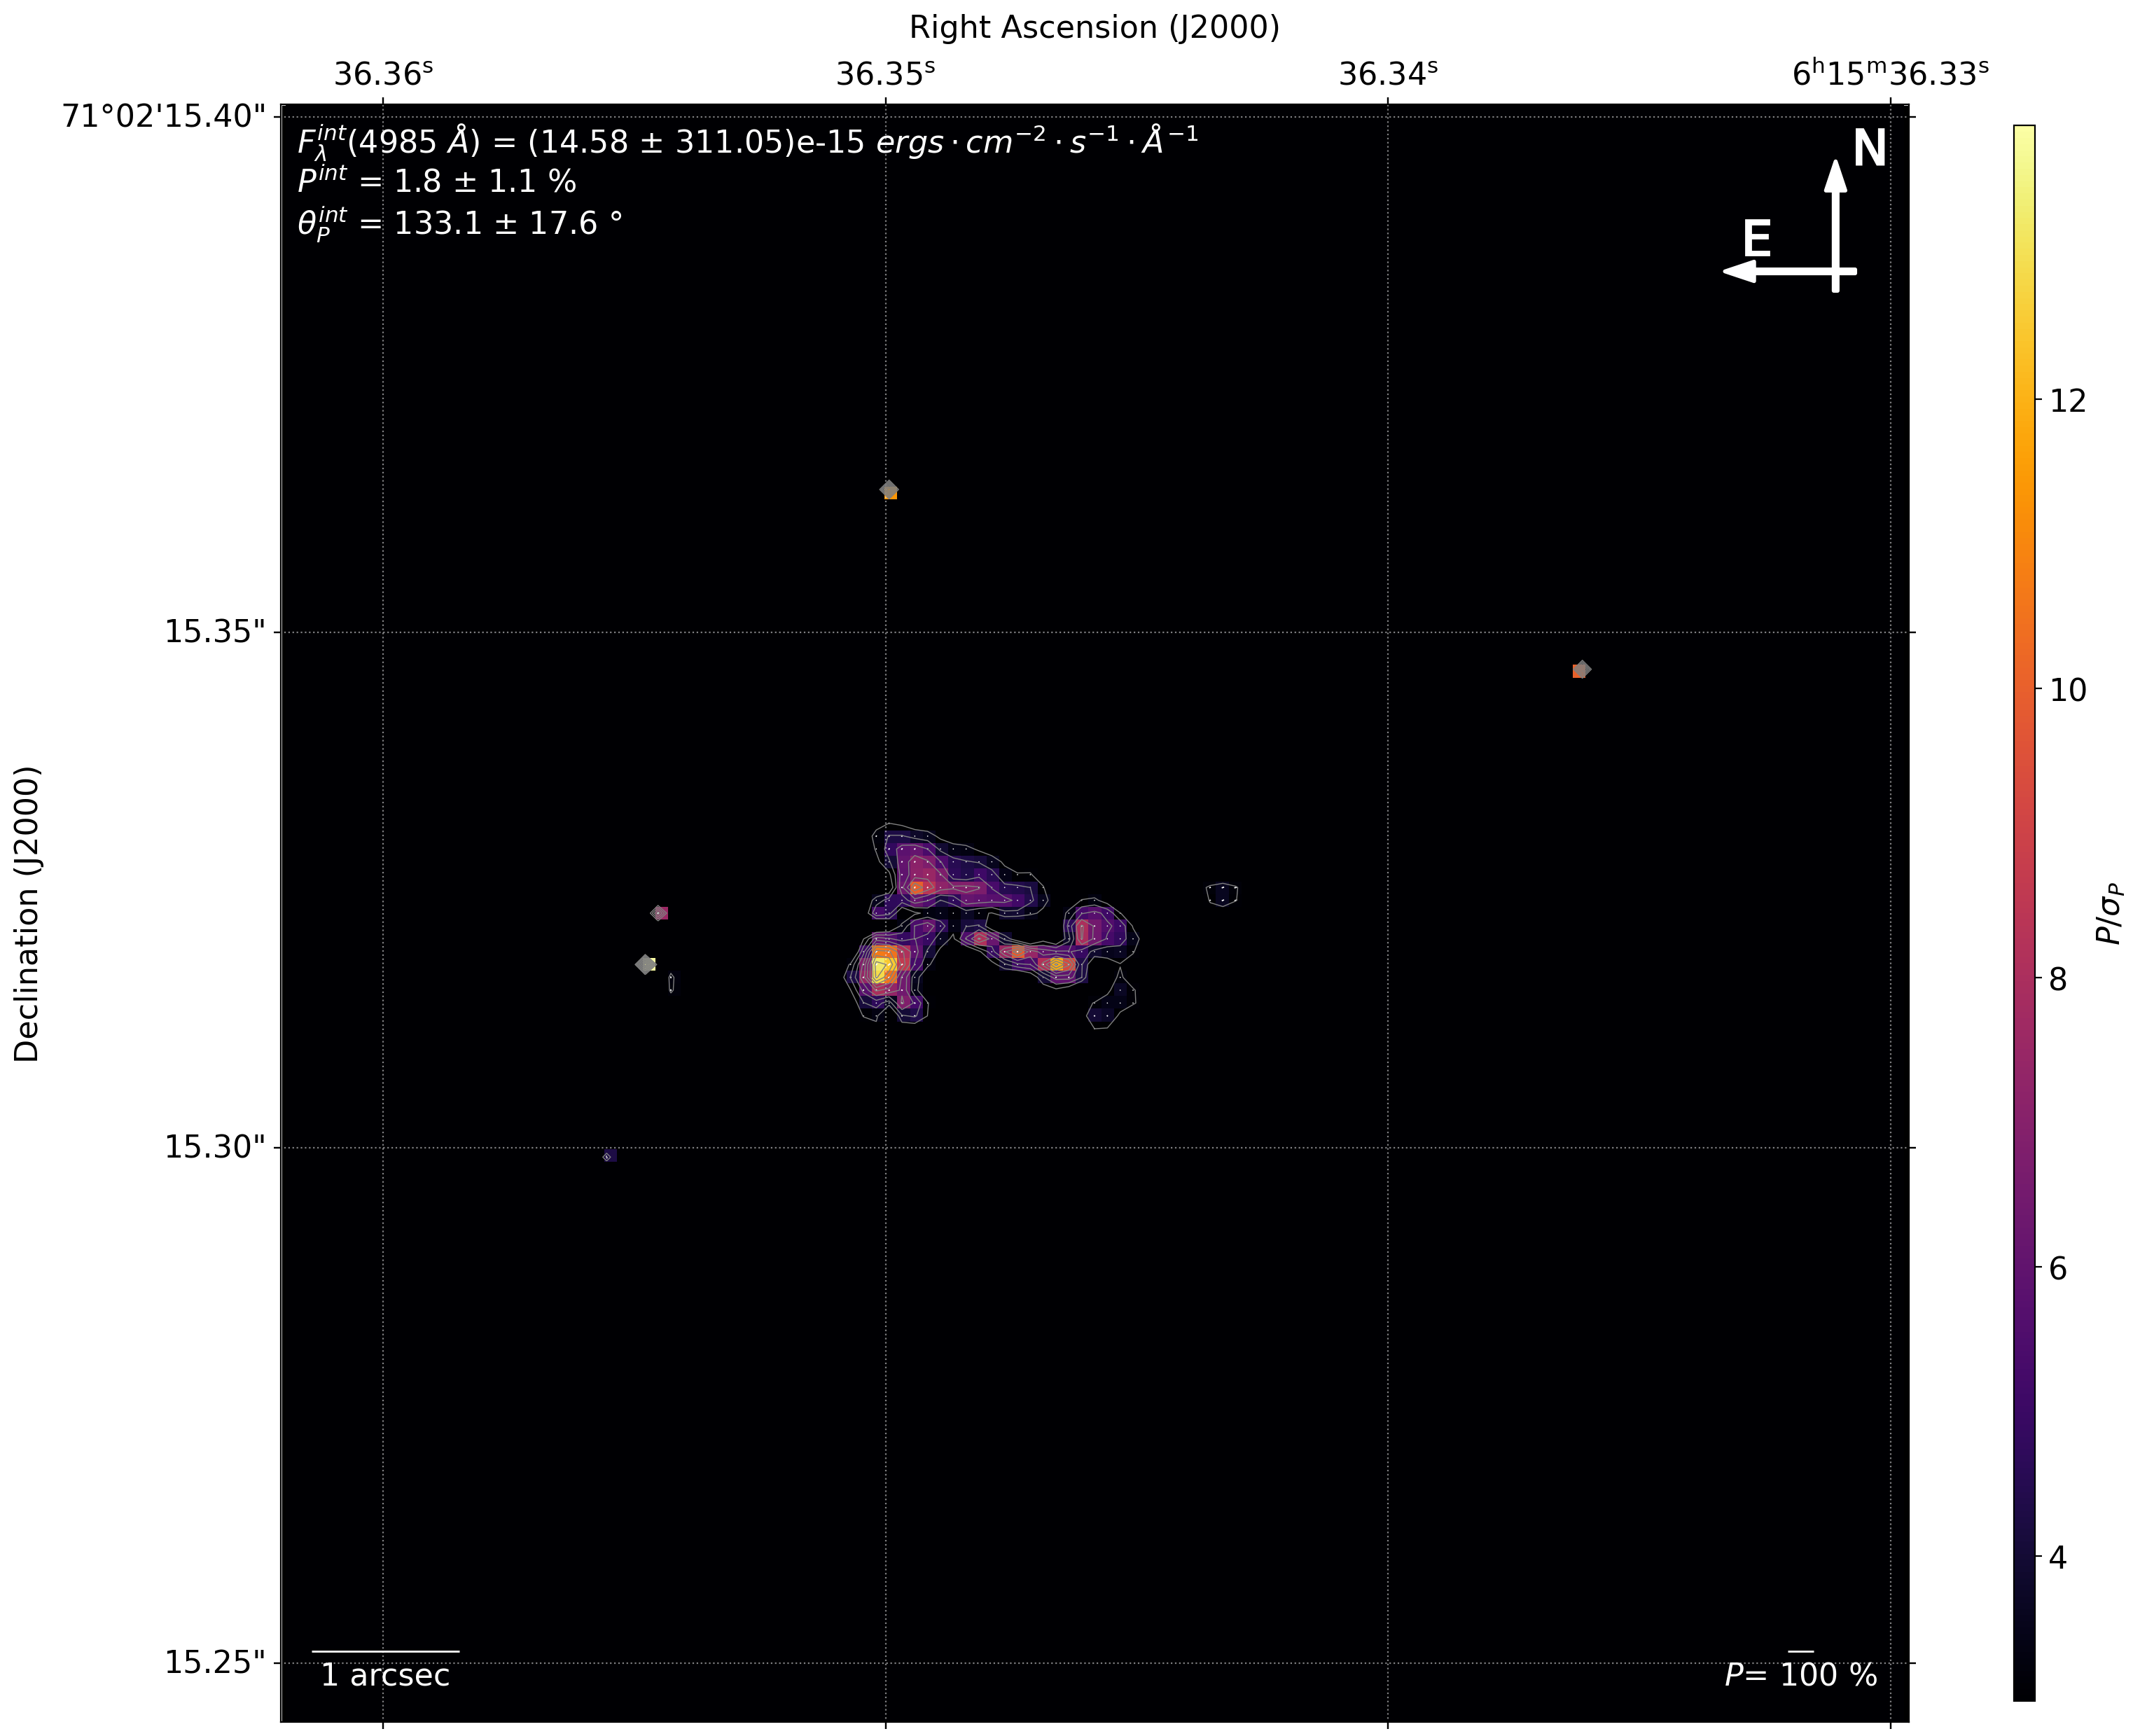 Right Ascension (J2000)
36.36s 36.35s 36.34s 6h15m36.33s
71°02'15.40"
F_λ^int(4985 Å) = (14.58 ± 311.05)e-15 ergs · cm−2 · s−1 · Å−1
P^int = 1.8 ± 1.1 %
θ_P^int = 133.1 ± 17.6 °
N
E
12
15.35"
10
Declination (J2000)
8
P/σ_P
15.30"
6
4
15.25"
1 arcsec
P= 100 %